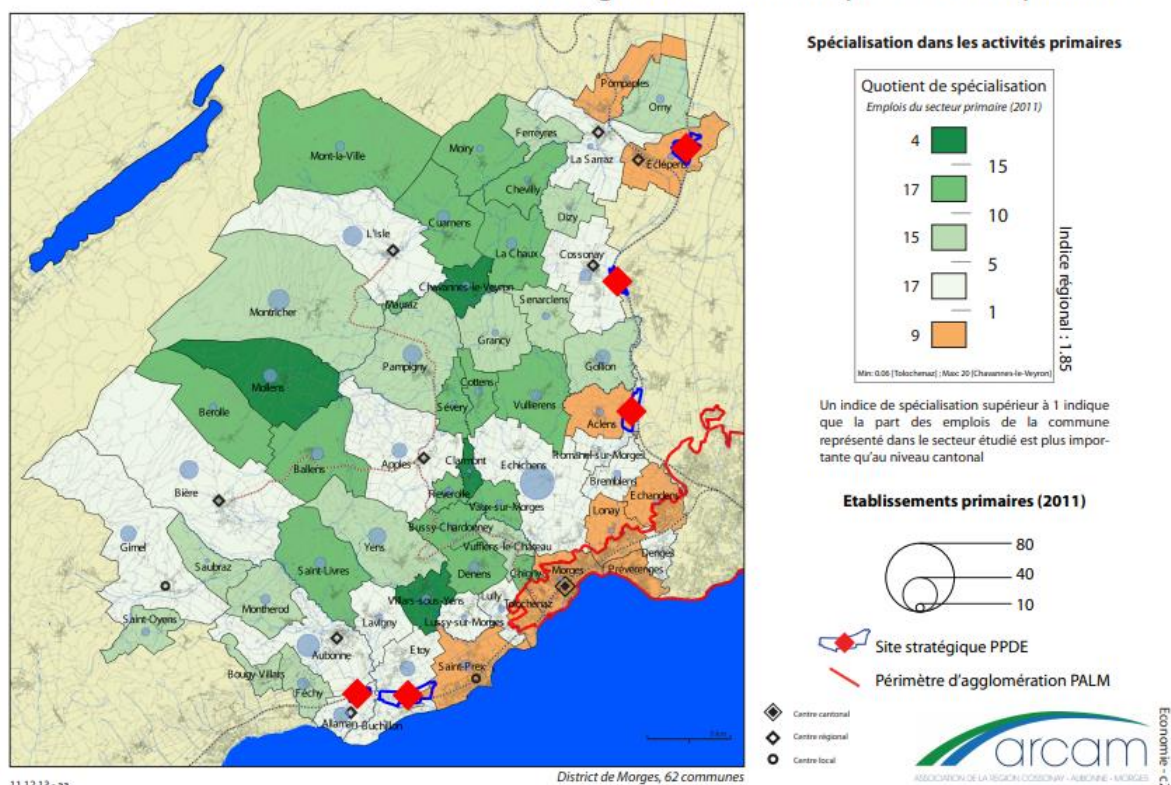 Spécialisation dans les activités primaires
Quotient de spécialisation
Emplois du secteur primaire (2011)
4
15
17
10
15
5
17
1
9
Indice régional : 1.85
Min: 0.06 [Tolochenaz] ; Max: 20 [Chavannes-le-Veyron]
Un indice de spécialisation supérieur à 1 indique
que la part des emplois de la commune
représenté dans le secteur étudié est plus impor-
tante qu'au niveau cantonal
Etablissements primaires (2011)
80
40
10
Site stratégique PPDE
Périmètre d'agglomération PALM
Centre cantonal
Centre régional
Centre local
arcam
ASSOCIATION DE LA RÉGION COSSONAY - AUBONNE - MORGES
Economie -
Pompaples
Orny
Ferreyres
La Sarraz
Eclépens
Mont-la-Ville
Moiry
Chevilly
Dizy
Cuarnens
L'Isle
La Chaux
Cossonay
Chavannes-le-Veyron
Mauraz
Senarclens
Montricher
Grancy
Pampigny
Gollion
Mollens
Cottens
Berolle
Sévery
Vullierens
Aclens
Ballens
Apples
Clarmont
Echichens
Romanel-sur-Morges
Bremblens
Bière
Reverolle
Echandens
Vaux-sur-Morges
Lonay
Bussy-Chardonney
Gimel
Yens
Vufflens-le-Château
Denges
Saubraz
Saint-Livres
Denens
Chigny
Morges
Préverenges
Montherod
Villars-sous-Yens
Lully
Tolochenaz
Saint-Oyens
Lavigny
Lussy-sur-Morges
Aubonne
Etoy
Bougy-Villars
Saint-Prex
Féchy
Allaman
Buchillon
District de Morges, 62 communes